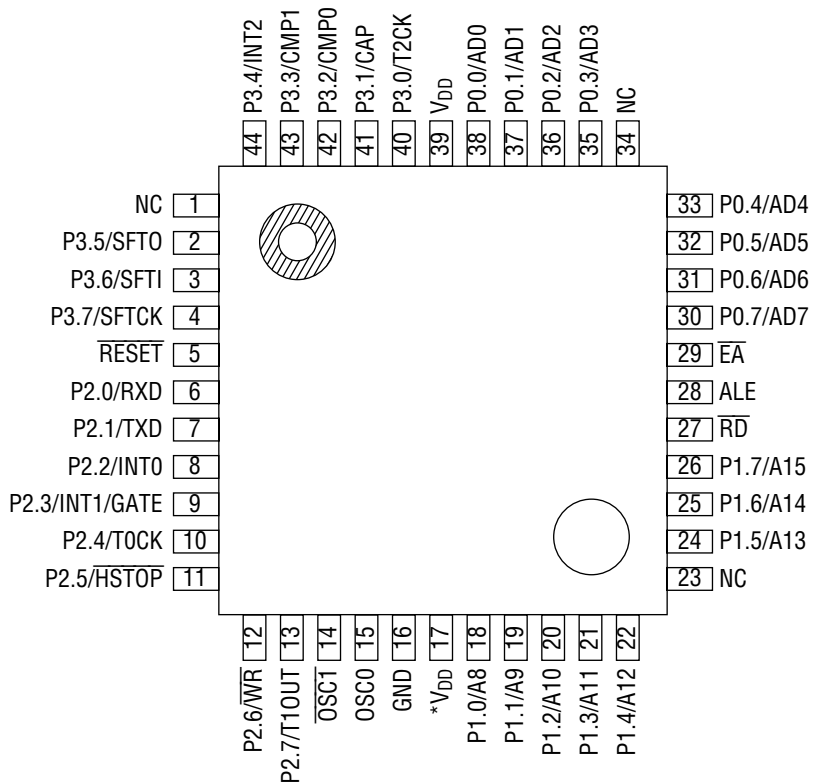 P3.4/INT2
P3.3/CMP1
P3.2/CMP0
P3.1/CAP
P3.0/T2CK
VDD
P0.0/AD0
P0.1/AD1
P0.2/AD2
P0.3/AD3
NC
44 43 42 41 40 39 38 37 36 35 34
NC 1
P3.5/SFTO 2
P3.6/SFTI 3
P3.7/SFTCK 4
RESET 5
P2.0/RXD 6
P2.1/TXD 7
P2.2/INT0 8
P2.3/INT1/GATE 9
P2.4/T0CK 10
P2.5/HSTOP 11
33 P0.4/AD4
32 P0.5/AD5
31 P0.6/AD6
30 P0.7/AD7
29 EA
28 ALE
27 RD
26 P1.7/A15
25 P1.6/A14
24 P1.5/A13
23 NC
12 13 14 15 16 17 18 19 20 21 22
P2.6/WR
P2.7/T1OUT
OSC1
OSC0
GND
*VDD
P1.0/A8
P1.1/A9
P1.2/A10
P1.3/A11
P1.4/A12